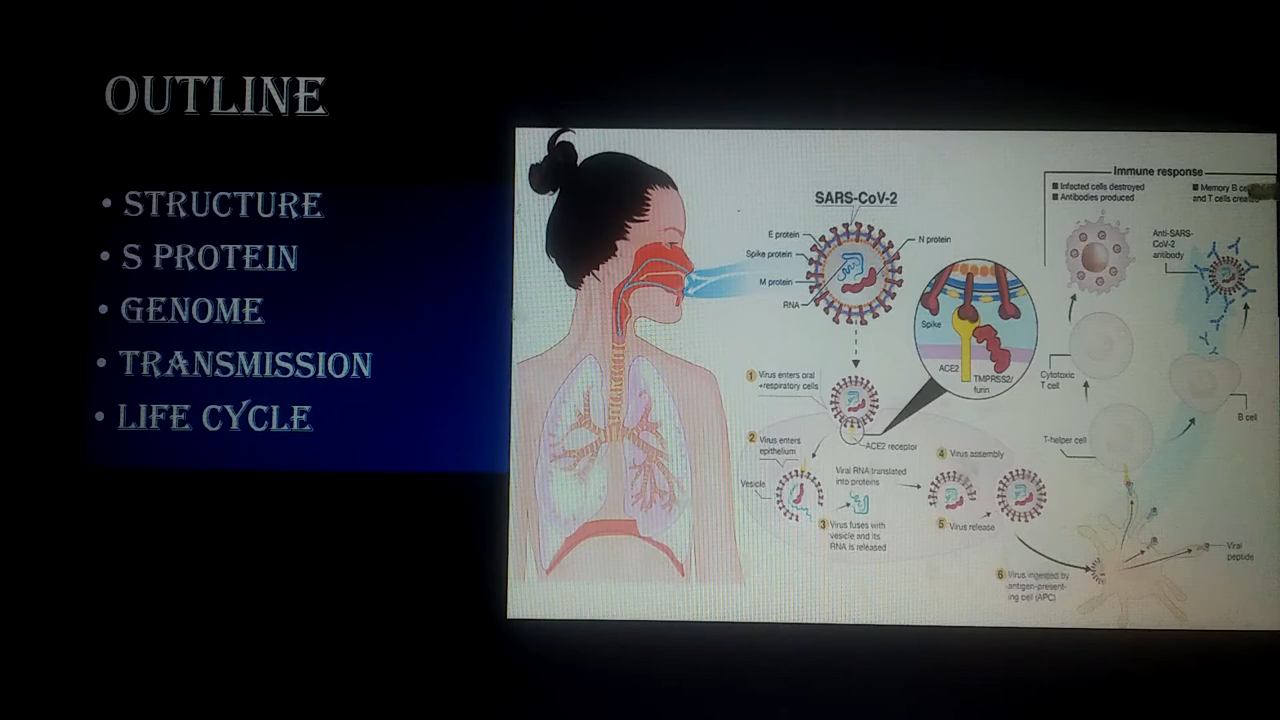 OUTLINE
• STRUCTURE
• S PROTEIN
• GENOME
• TRANSMISSION
• LIFE CYCLE
SARS-CoV-2
E protein
Spike protein
M protein
RNA
N protein
Spike
ACE2
TMPRSS2/
furin
1 Virus enters oral
+respiratory cells
ACE2 receptor
2 Virus enters
epithelium
Vesicle
Viral RNA translated
into proteins
3 Virus fuses with
vesicle and its
RNA is released
4 Virus assembly
5 Virus release
6 Virus ingested by
antigen-present-
ing cell (APC)
Immune response
Infected cells destroyed
Antibodies produced
Memory B
and T cells
Anti-SARS-
CoV-2
antibody
Cytotoxic
T cell
B cell
T-helper cell
Viral
peptide